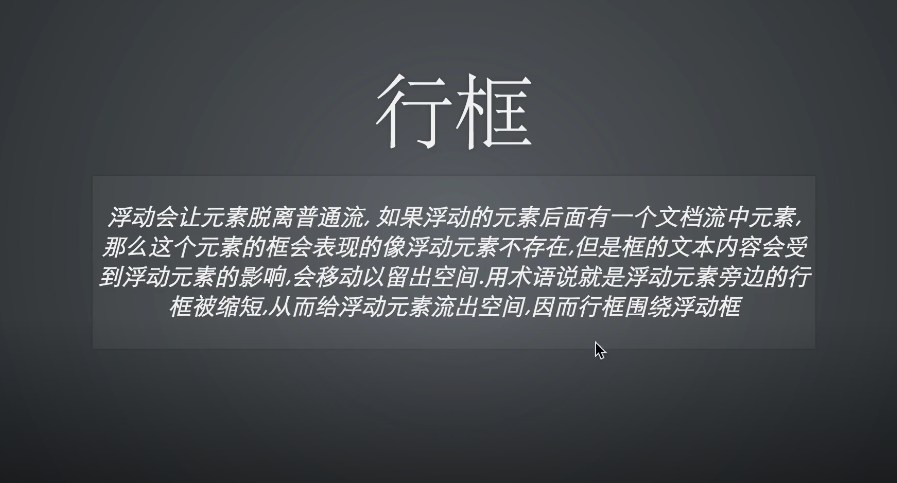 行框
浮动会让元素脱离普通流, 如果浮动的元素后面有一个文档流中元素,
那么这个元素的框会表现的像浮动元素不存在,但是框的文本内容会受
到浮动元素的影响,会移动以留出空间.用术语说就是浮动元素旁边的行
框被缩短,从而给浮动元素流出空间,因而行框围绕浮动框